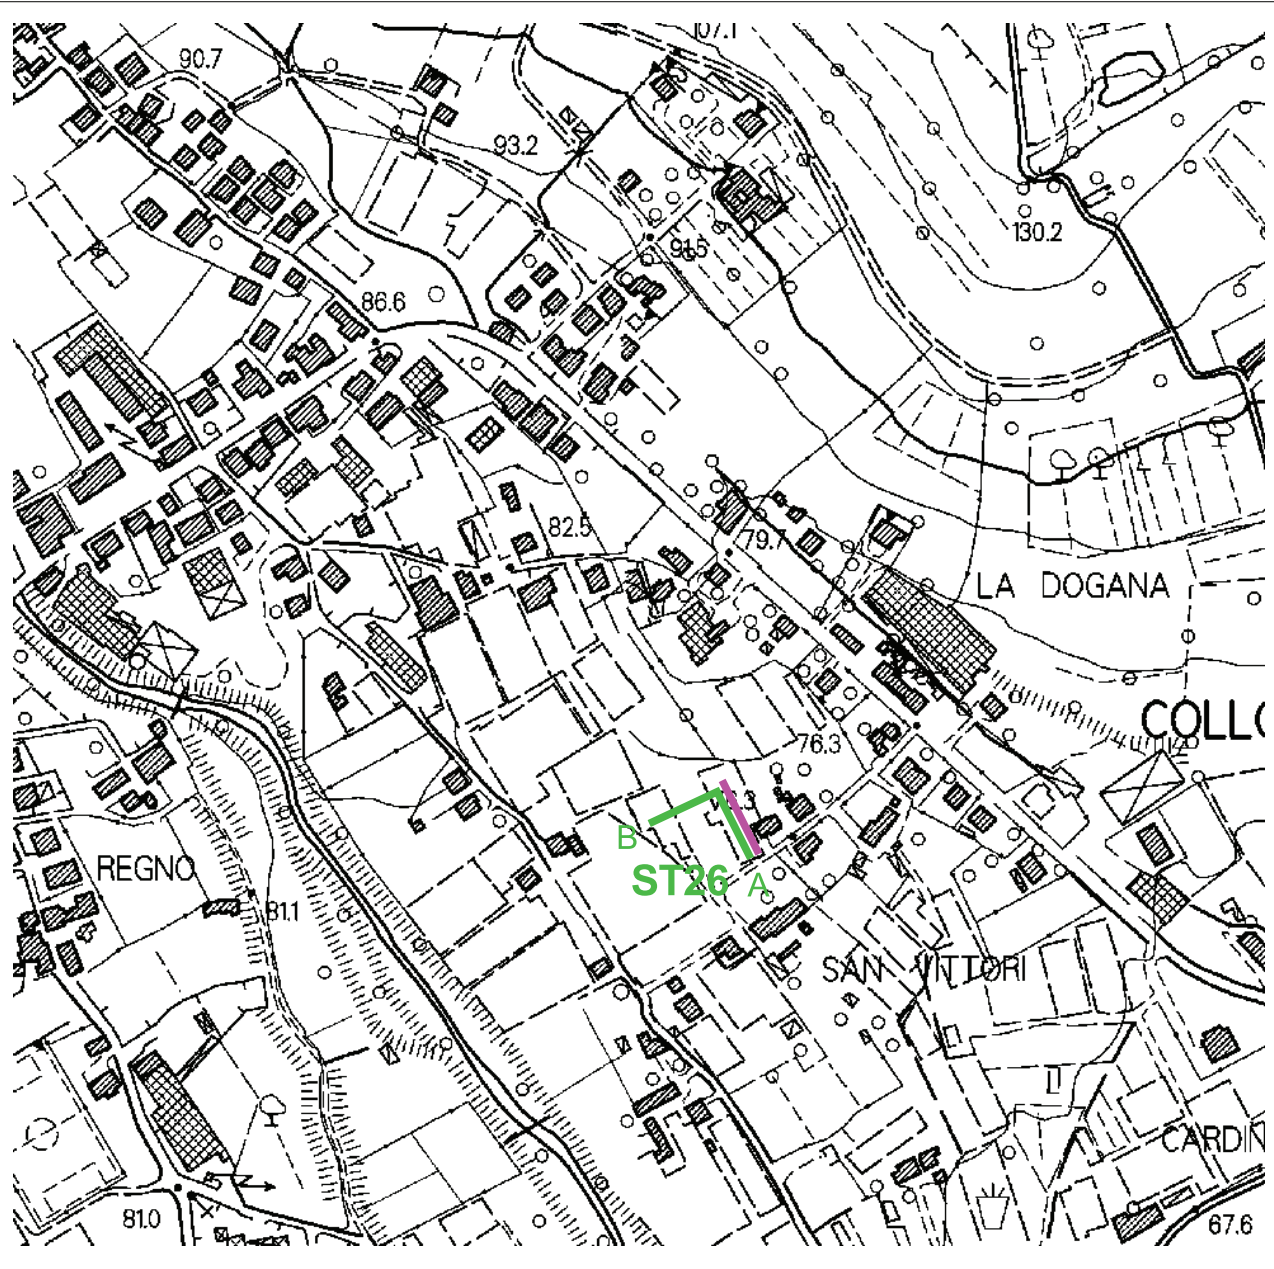 107.1
90.7
93.2
130.2
91.5
86.6
82.5
79.7
LA DOGANA
76.3
B
ST26
A
REGNO
81.1
SAN VITTORI
CARDIN
81.0
67.6